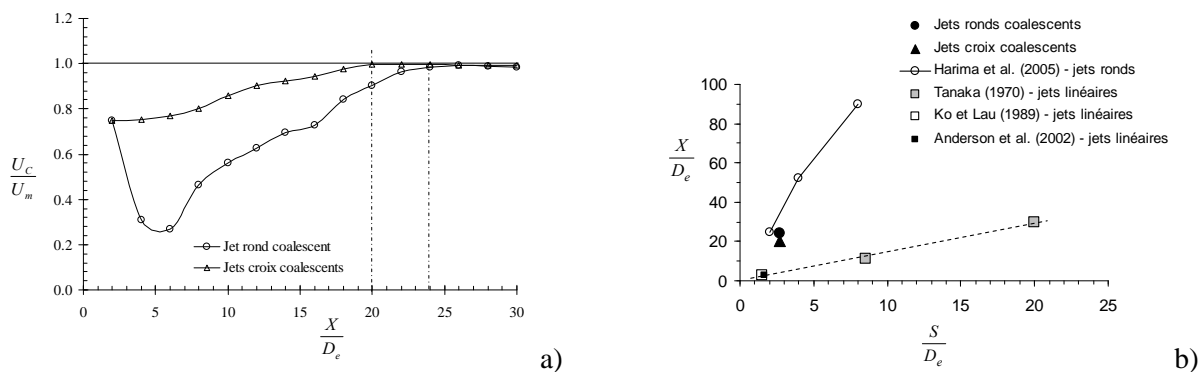 1.2
1.0
0.8
0.6
0.4
0.2
0.0
U_C
U_m
0 5 10 15 20 25 30
X
D_e
Jet rond coalescent
Jets croix coalescents
a)
Jets ronds coalescents
Jets croix coalescents
Harima et al. (2005) - jets ronds
Tanaka (1970) - jets linéaires
Ko et Lau (1989) - jets linéaires
Anderson et al. (2002) - jets linéaires
100
80
60
40
20
0
X
D_e
0 5 10 15 20 25
S
D_e
b)